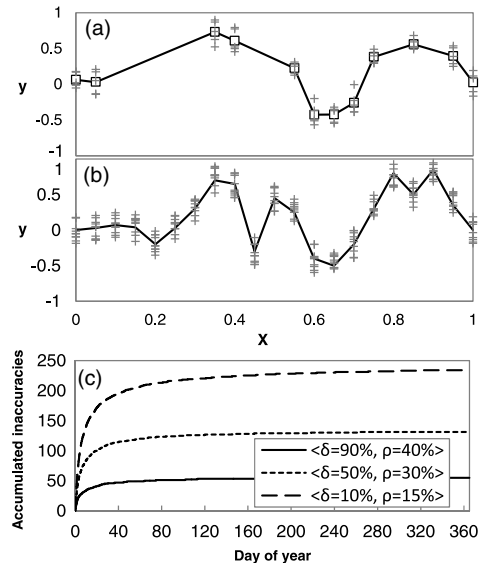 (a)
1
0.5
0
-0.5
-1
y
(b)
1
0.5
0
-0.5
-1
y
0
0.2
0.4
0.6
0.8
1
X
(c)
250
200
150
100
50
0
Accumulated inaccuracies
<δ=90%, ρ=40%>
<δ=50%, ρ=30%>
<δ=10%, ρ=15%>
0
40
80
120
160
200
240
280
320
360
Day of year